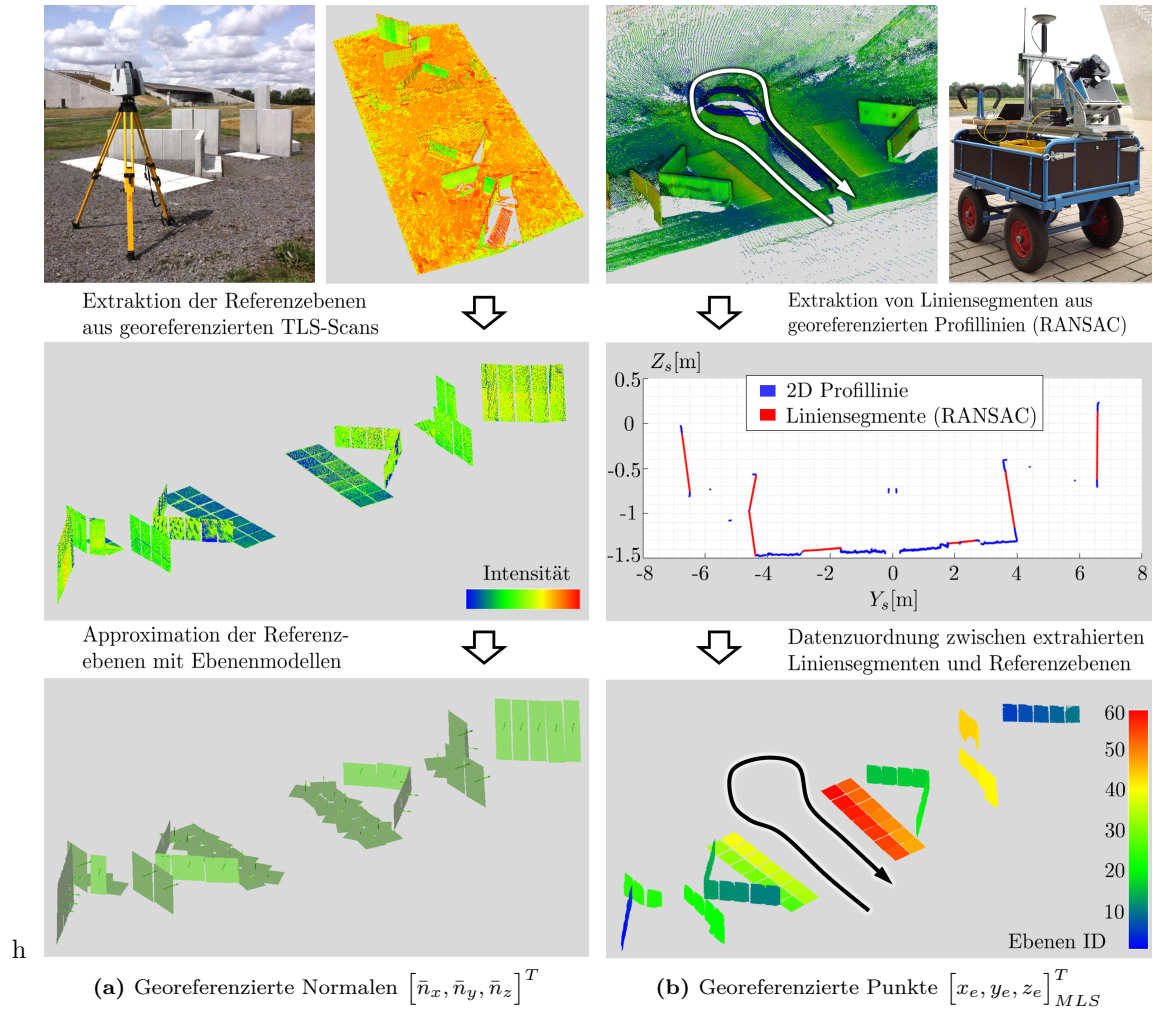 Extraktion der Referenzebenen
aus georeferenzierten TLS-Scans
Extraktion von Liniensegmenten aus
georeferenzierten Profillinien (RANSAC)
Intensität
Z_s[m]
2D Profillinie
Liniensegmente (RANSAC)
0.5
0
-0.5
-1
-1.5
-8 -6 -4 -2 0 2 4 6 8
Y_s[m]
Approximation der Referenz-
ebenen mit Ebenenmodellen
Datenzuordnung zwischen extrahierten
Liniensegmenten und Referenzebenen
60
50
40
30
20
10
Ebenen ID
h
(a) Georeferenzierte Normalen [n̄_x, n̄_y, n̄_z]^T
(b) Georeferenzierte Punkte [x_e, y_e, z_e]^T_MLS